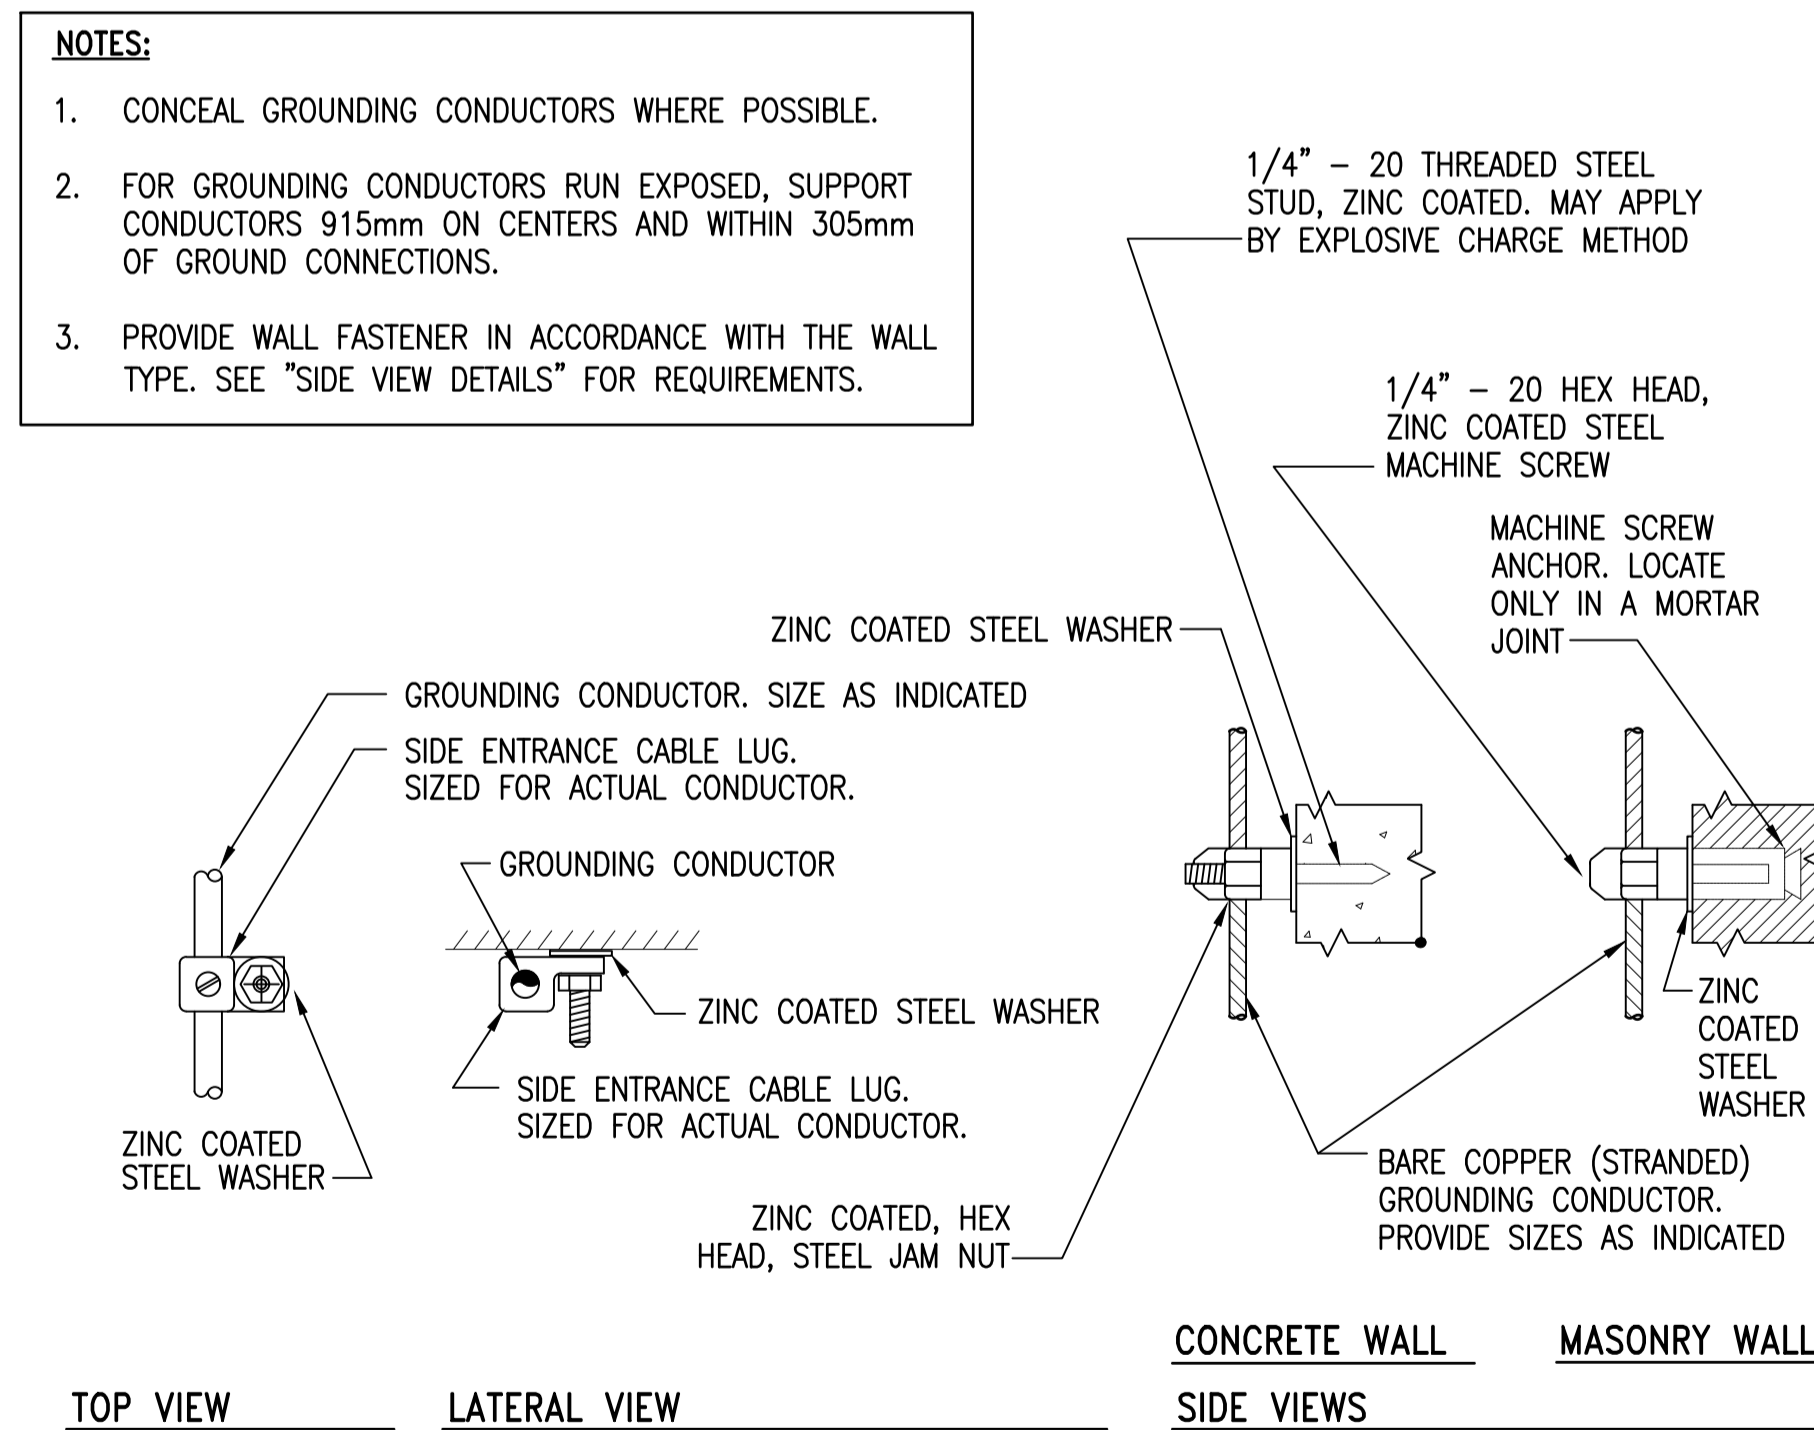 NOTES:
1. CONCEAL GROUNDING CONDUCTORS WHERE POSSIBLE.
2. FOR GROUNDING CONDUCTORS RUN EXPOSED, SUPPORT
CONDUCTORS 915mm ON CENTERS AND WITHIN 305mm
OF GROUND CONNECTIONS.
3. PROVIDE WALL FASTENER IN ACCORDANCE WITH THE WALL
TYPE. SEE "SIDE VIEW DETAILS" FOR REQUIREMENTS.
1/4" – 20 THREADED STEEL
STUD, ZINC COATED. MAY APPLY
BY EXPLOSIVE CHARGE METHOD
1/4" – 20 HEX HEAD,
ZINC COATED STEEL
MACHINE SCREW
MACHINE SCREW
ANCHOR. LOCATE
ONLY IN A MORTAR
JOINT
ZINC COATED STEEL WASHER
GROUNDING CONDUCTOR. SIZE AS INDICATED
SIDE ENTRANCE CABLE LUG.
SIZED FOR ACTUAL CONDUCTOR.
GROUNDING CONDUCTOR
ZINC COATED STEEL WASHER
SIDE ENTRANCE CABLE LUG.
SIZED FOR ACTUAL CONDUCTOR.
ZINC COATED
STEEL WASHER
ZINC
COATED
STEEL
WASHER
BARE COPPER (STRANDED)
GROUNDING CONDUCTOR.
PROVIDE SIZES AS INDICATED
ZINC COATED, HEX
HEAD, STEEL JAM NUT
CONCRETE WALL
MASONRY WALL
TOP VIEW
LATERAL VIEW
SIDE VIEWS